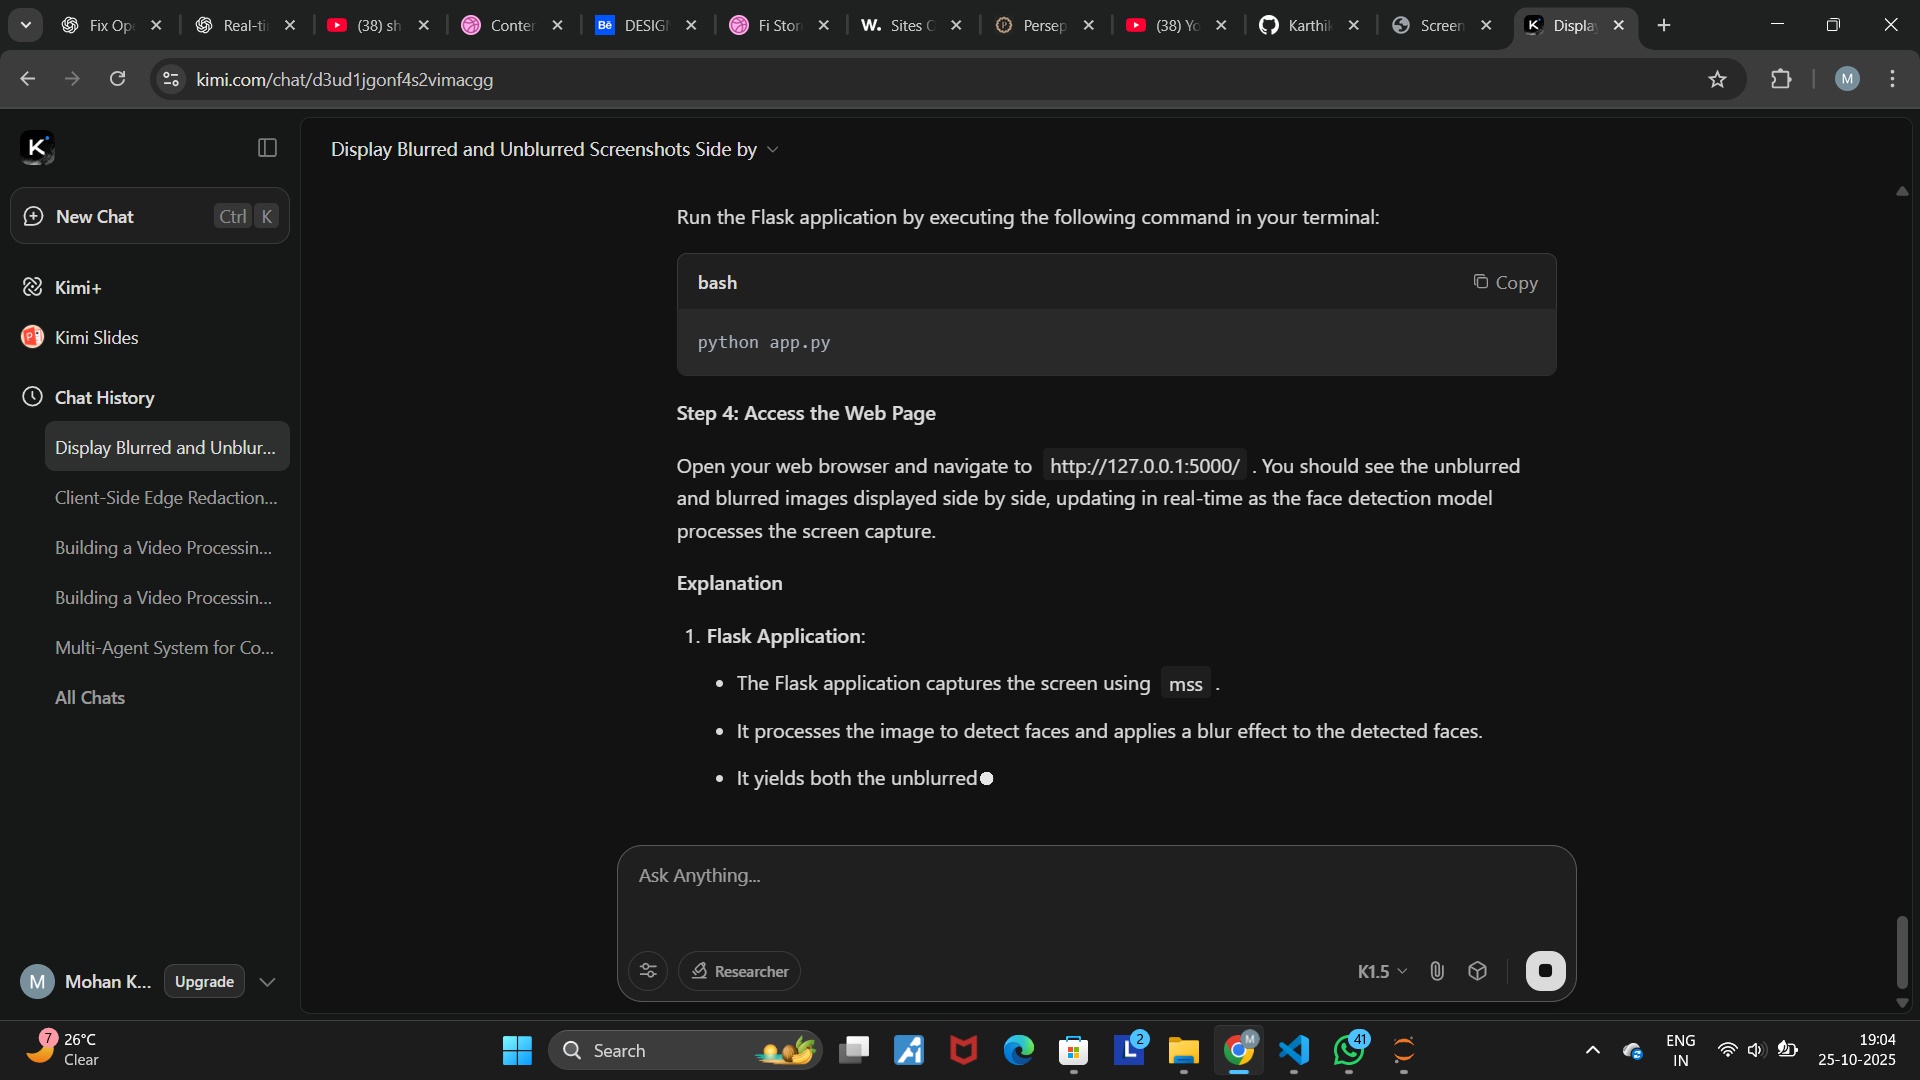 Fix Op
Real-ti
(38) sh
Conter
Bē
DESIG
Fi Stor
W.
Sites
Persep
(38) Yo
Karthik
Screen
K
Displa
kimi.com/chat/d3ud1jgonf4s2vimacgg
M
K
Display Blurred and Unblurred Screenshots Side by
New Chat
Ctrl K
Kimi+
Kimi Slides
Chat History
Display Blurred and Unblur...
Client-Side Edge Redaction...
Building a Video Processin...
Building a Video Processin...
Multi-Agent System for Co...
All Chats
M
Mohan K...
Upgrade
Run the Flask application by executing the following command in your terminal:
bash
Copy
python app.py
Step 4: Access the Web Page
Open your web browser and navigate to http://127.0.0.1:5000/ . You should see the unblurred
and blurred images displayed side by side, updating in real-time as the face detection model
processes the screen capture.
Explanation
1. Flask Application:
• The Flask application captures the screen using mss .
• It processes the image to detect faces and applies a blur effect to the detected faces.
• It yields both the unblurred
Ask Anything...
Researcher
K1.5
7
26°C
Clear
Search
L
2
M
41
ENG
IN
19:04
25-10-2025